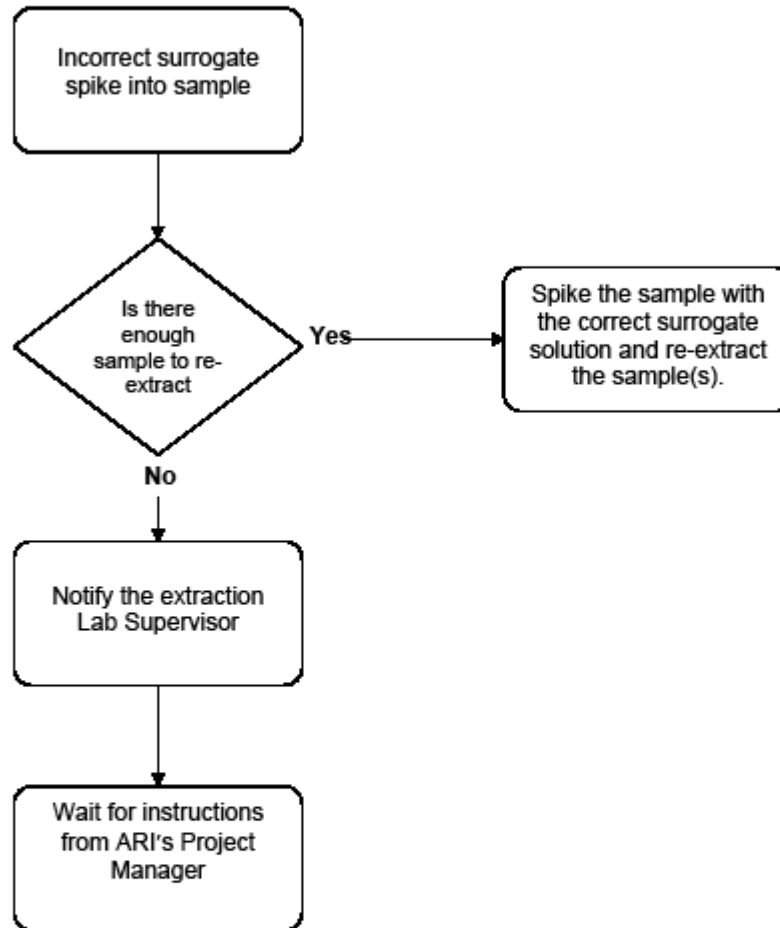 Incorrect surrogate
spike into sample
Is there
enough
sample to re-
extract
Yes
Spike the sample with
the correct surrogate
solution and re-extract
the sample(s).
No
Notify the extraction
Lab Supervisor
Wait for instructions
from ARI's Project
Manager